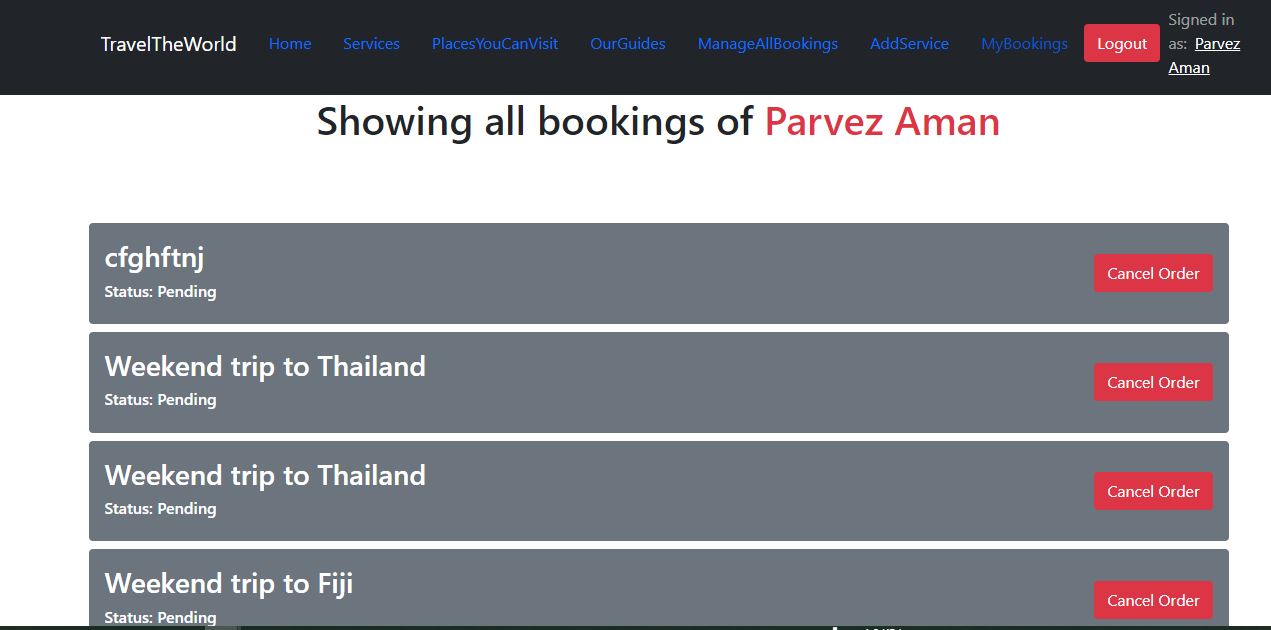 TravelTheWorld Home Services PlacesYouCanVisit OurGuides ManageAllBookings AddService MyBookings Logout Signed in as: Parvez Aman
Showing all bookings of Parvez Aman
cfghftnj
Status: Pending
Cancel Order
Weekend trip to Thailand
Status: Pending
Cancel Order
Weekend trip to Thailand
Status: Pending
Cancel Order
Weekend trip to Fiji
Status: Pending
Cancel Order